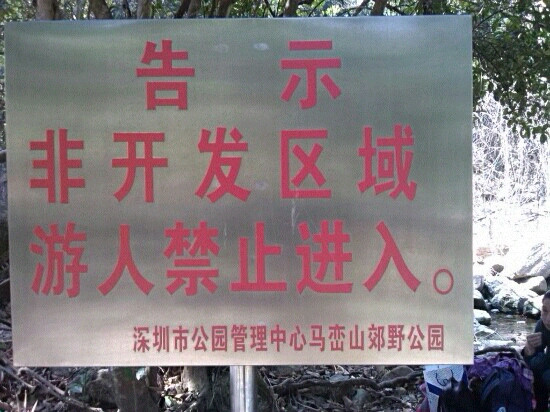 告示
非开发区域
游人禁止进入。
深圳市公园管理中心马峦山郊野公园